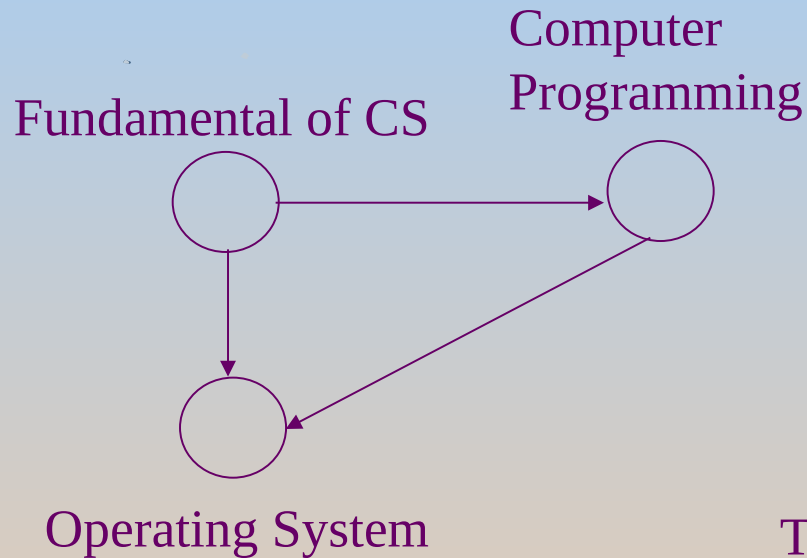 Computer
Programming
Fundamental of CS
Operating System
T